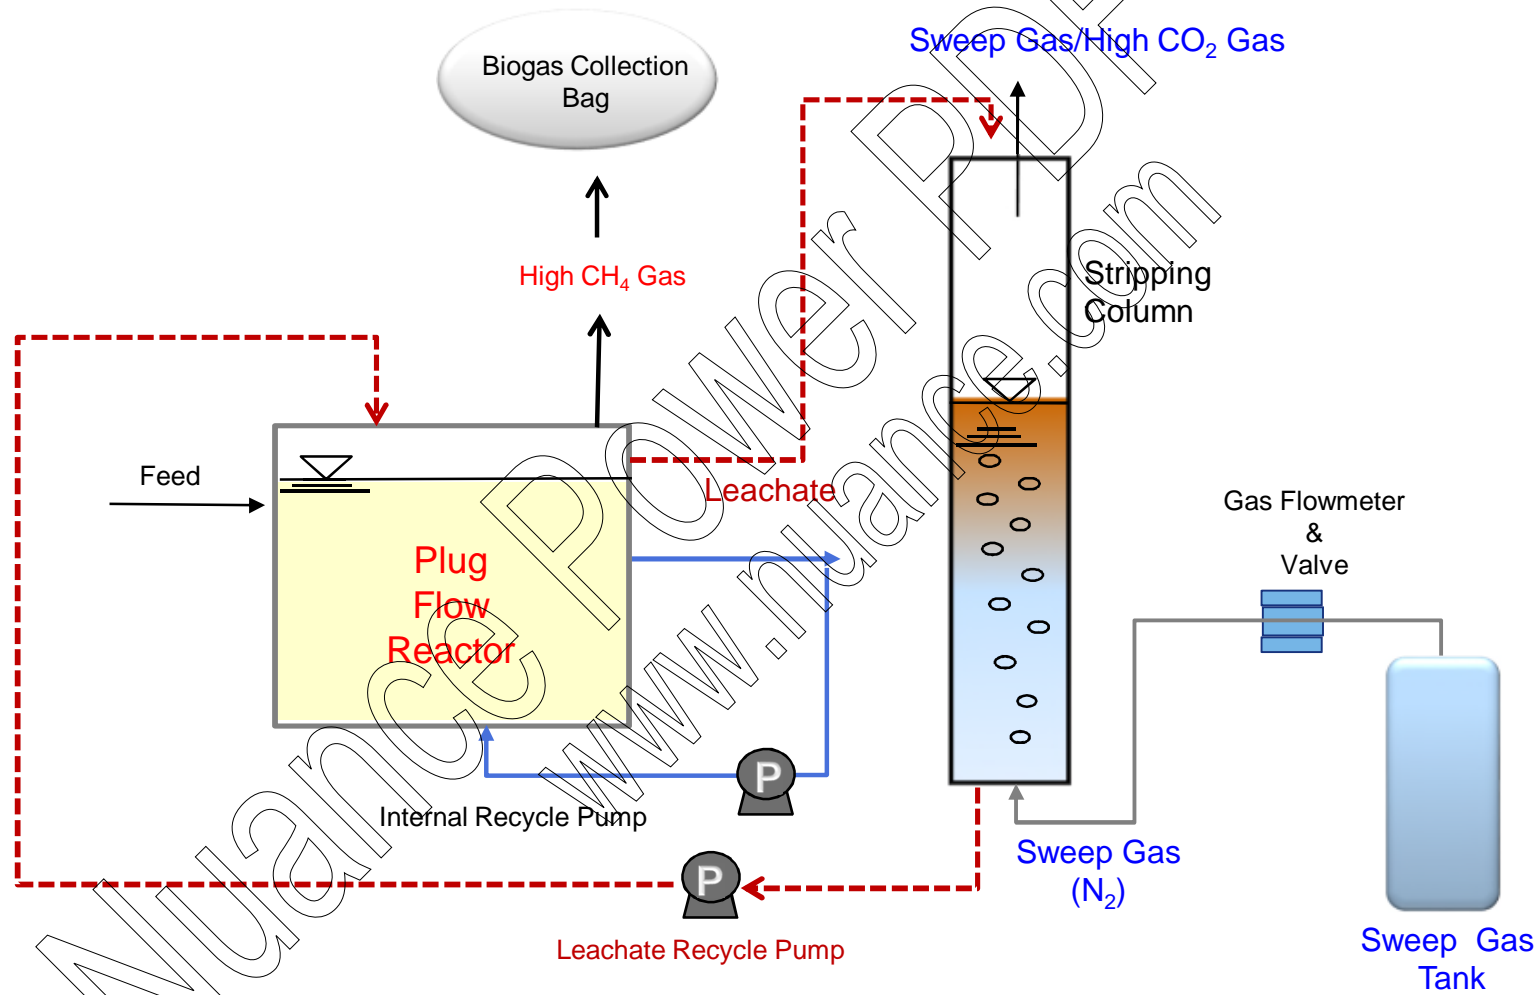 Sweep Gas/High CO₂ Gas
Biogas Collection
Bag
High CH₄ Gas
Stripping
Column
Feed
Leachate
Gas Flowmeter
&
Valve
Plug
Flow
Reactor
P
Internal Recycle Pump
P
Sweep Gas
(N₂)
Leachate Recycle Pump
Sweep Gas
Tank
Nuance Power PDF
www.nuance.com